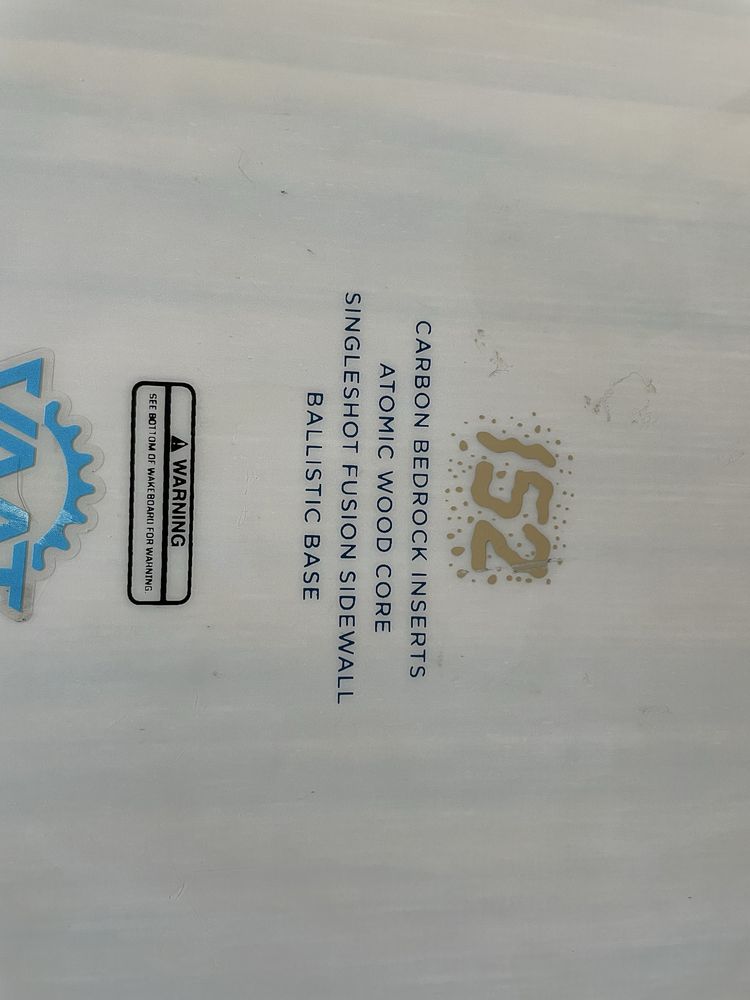 152
CARBON BEDROCK INSERTS
ATOMIC WOOD CORE
SINGLESHOT FUSION SIDEWALL
BALLISTIC BASE
WARNING
SEE BOTTOM OF WAKEBOARD FOR WARNING.